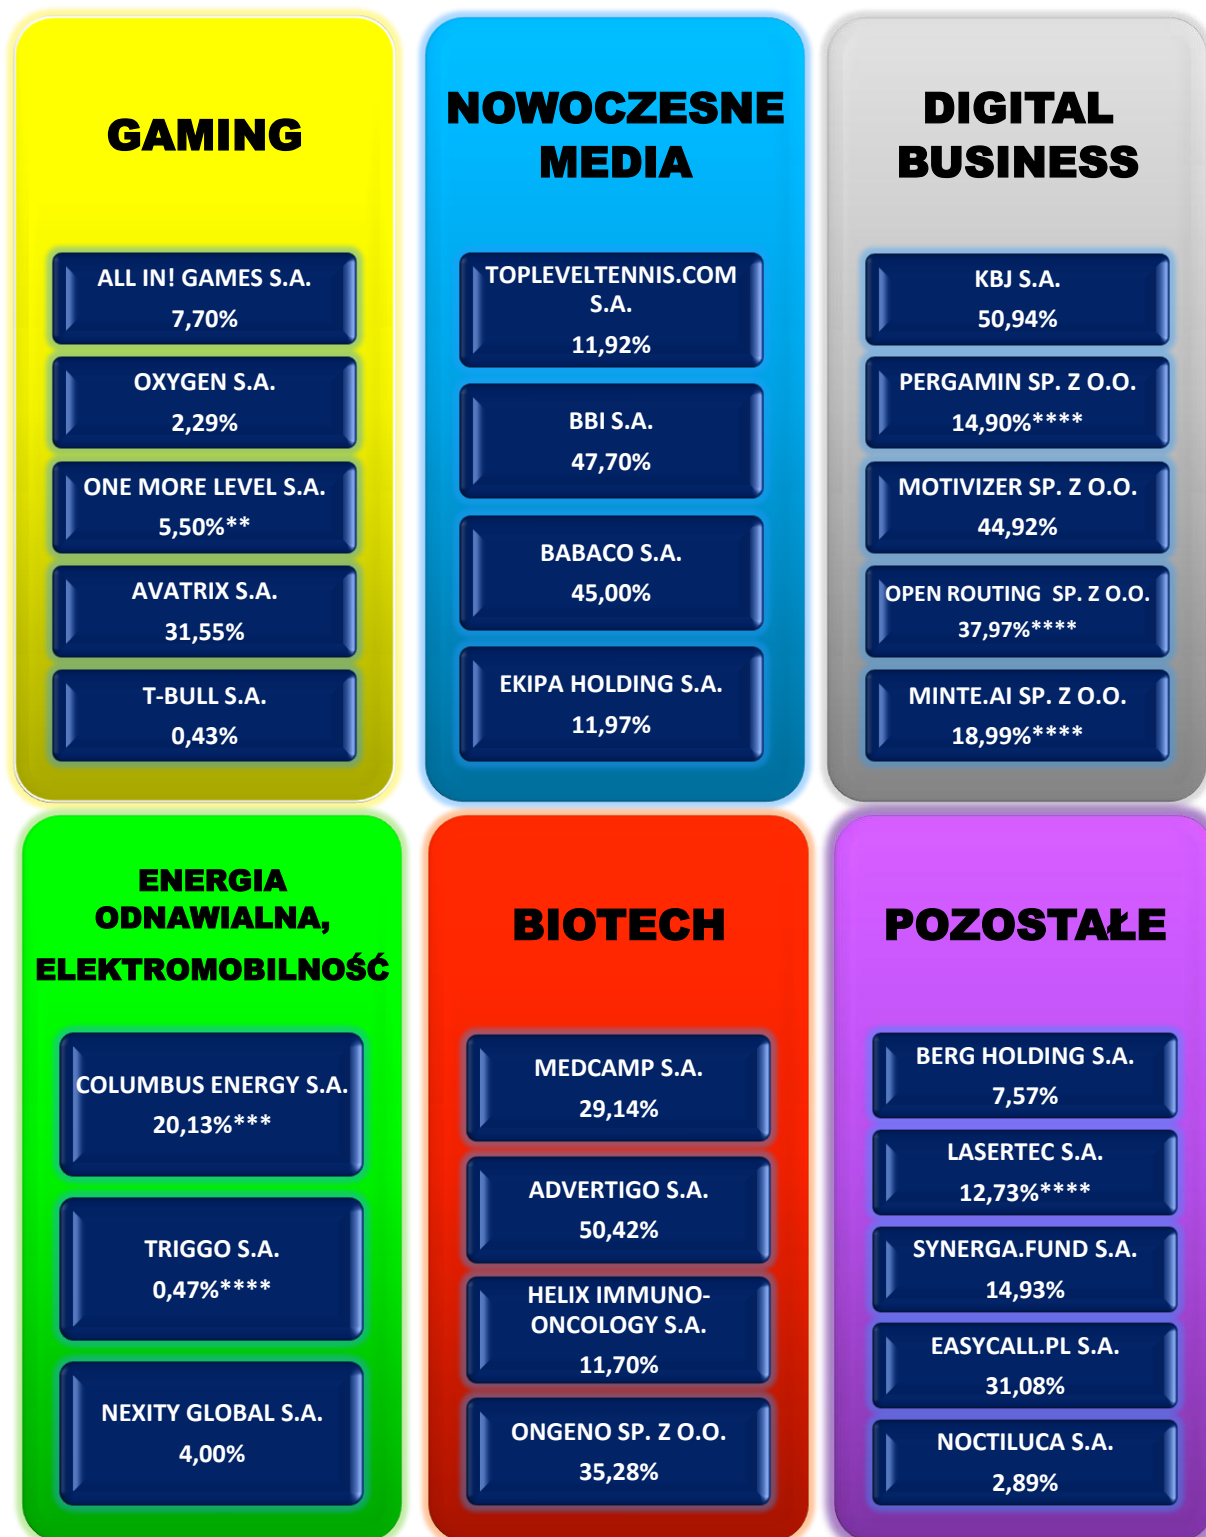 GAMING
ALL IN! GAMES S.A.
7,70%
OXYGEN S.A.
2,29%
ONE MORE LEVEL S.A.
5,50%**
AVATRIX S.A.
31,55%
T-BULL S.A.
0,43%
NOWOCZESNE
MEDIA
TOPLEVELTENNIS.COM
S.A.
11,92%
BBI S.A.
47,70%
BABACO S.A.
45,00%
EKIPA HOLDING S.A.
11,97%
DIGITAL
BUSINESS
KBJ S.A.
50,94%
PERGAMIN SP. Z O.O.
14,90%****
MOTIVIZER SP. Z O.O.
44,92%
OPEN ROUTING SP. Z O.O.
37,97%****
MINTE.AI SP. Z O.O.
18,99%****
ENERGIA
ODNAWIALNA,
ELEKTROMOBILNOŚĆ
COLUMBUS ENERGY S.A.
20,13%***
TRIGGO S.A.
0,47%****
NEXITY GLOBAL S.A.
4,00%
BIOTECH
MEDCAMP S.A.
29,14%
ADVERTIGO S.A.
50,42%
HELIX IMMUNO-
ONCOLOGY S.A.
11,70%
ONGENO SP. Z O.O.
35,28%
POZOSTAŁE
BERG HOLDING S.A.
7,57%
LASERTEC S.A.
12,73%****
SYNERGA.FUND S.A.
14,93%
EASYCALL.PL S.A.
31,08%
NOCTILUCA S.A.
2,89%